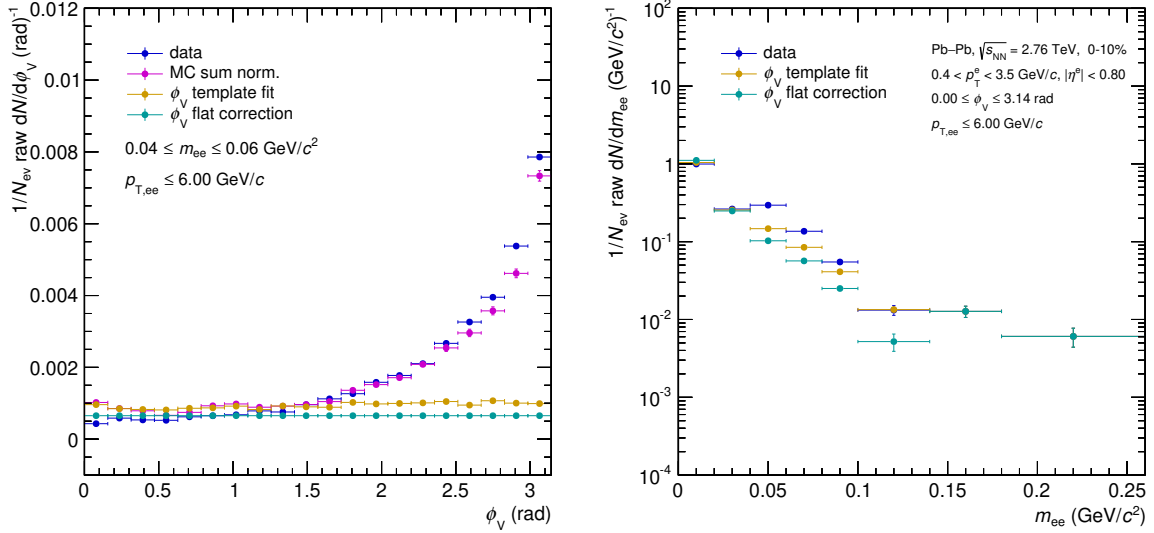 1/N_ev raw dN/dϕ_V (rad)^-1
0.012
0.01
0.008
0.006
0.004
0.002
0
data
MC sum norm.
ϕ_V template fit
ϕ_V flat correction
0.04 ≤ m_ee ≤ 0.06 GeV/c^2
p_T,ee ≤ 6.00 GeV/c
0 0.5 1 1.5 2 2.5 3
ϕ_V (rad)
1/N_ev raw dN/dm_ee (GeV/c^2)^-1
10^2
10
1
10^-1
10^-2
10^-3
10^-4
data
ϕ_V template fit
ϕ_V flat correction
Pb–Pb, √s_NN = 2.76 TeV, 0-10%
0.4 < p_T^e < 3.5 GeV/c, |η^e| < 0.80
0.00 ≤ ϕ_V ≤ 3.14 rad
p_T,ee ≤ 6.00 GeV/c
0 0.05 0.1 0.15 0.2 0.25
m_ee (GeV/c^2)